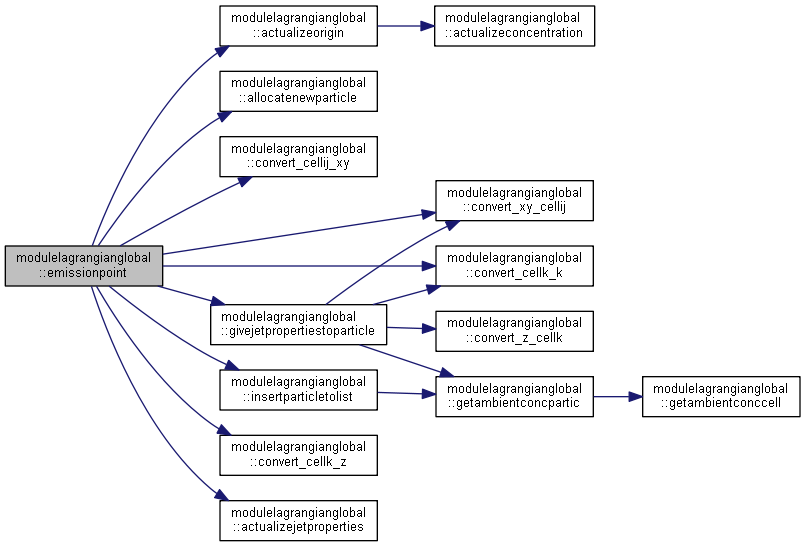 modulelagrangianglobal
::actualizeorigin
modulelagrangianglobal
::actualizeconcentration
modulelagrangianglobal
::allocatenewparticle
modulelagrangianglobal
::convert_cellij_xy
modulelagrangianglobal
::convert_xy_cellij
modulelagrangianglobal
::emissionpoint
modulelagrangianglobal
::convert_cellk_k
modulelagrangianglobal
::givejetpropertiestoparticle
modulelagrangianglobal
::convert_z_cellk
modulelagrangianglobal
::insertparticletolist
modulelagrangianglobal
::getambientconcpartic
modulelagrangianglobal
::getambientconccell
modulelagrangianglobal
::convert_cellk_z
modulelagrangianglobal
::actualizejetproperties